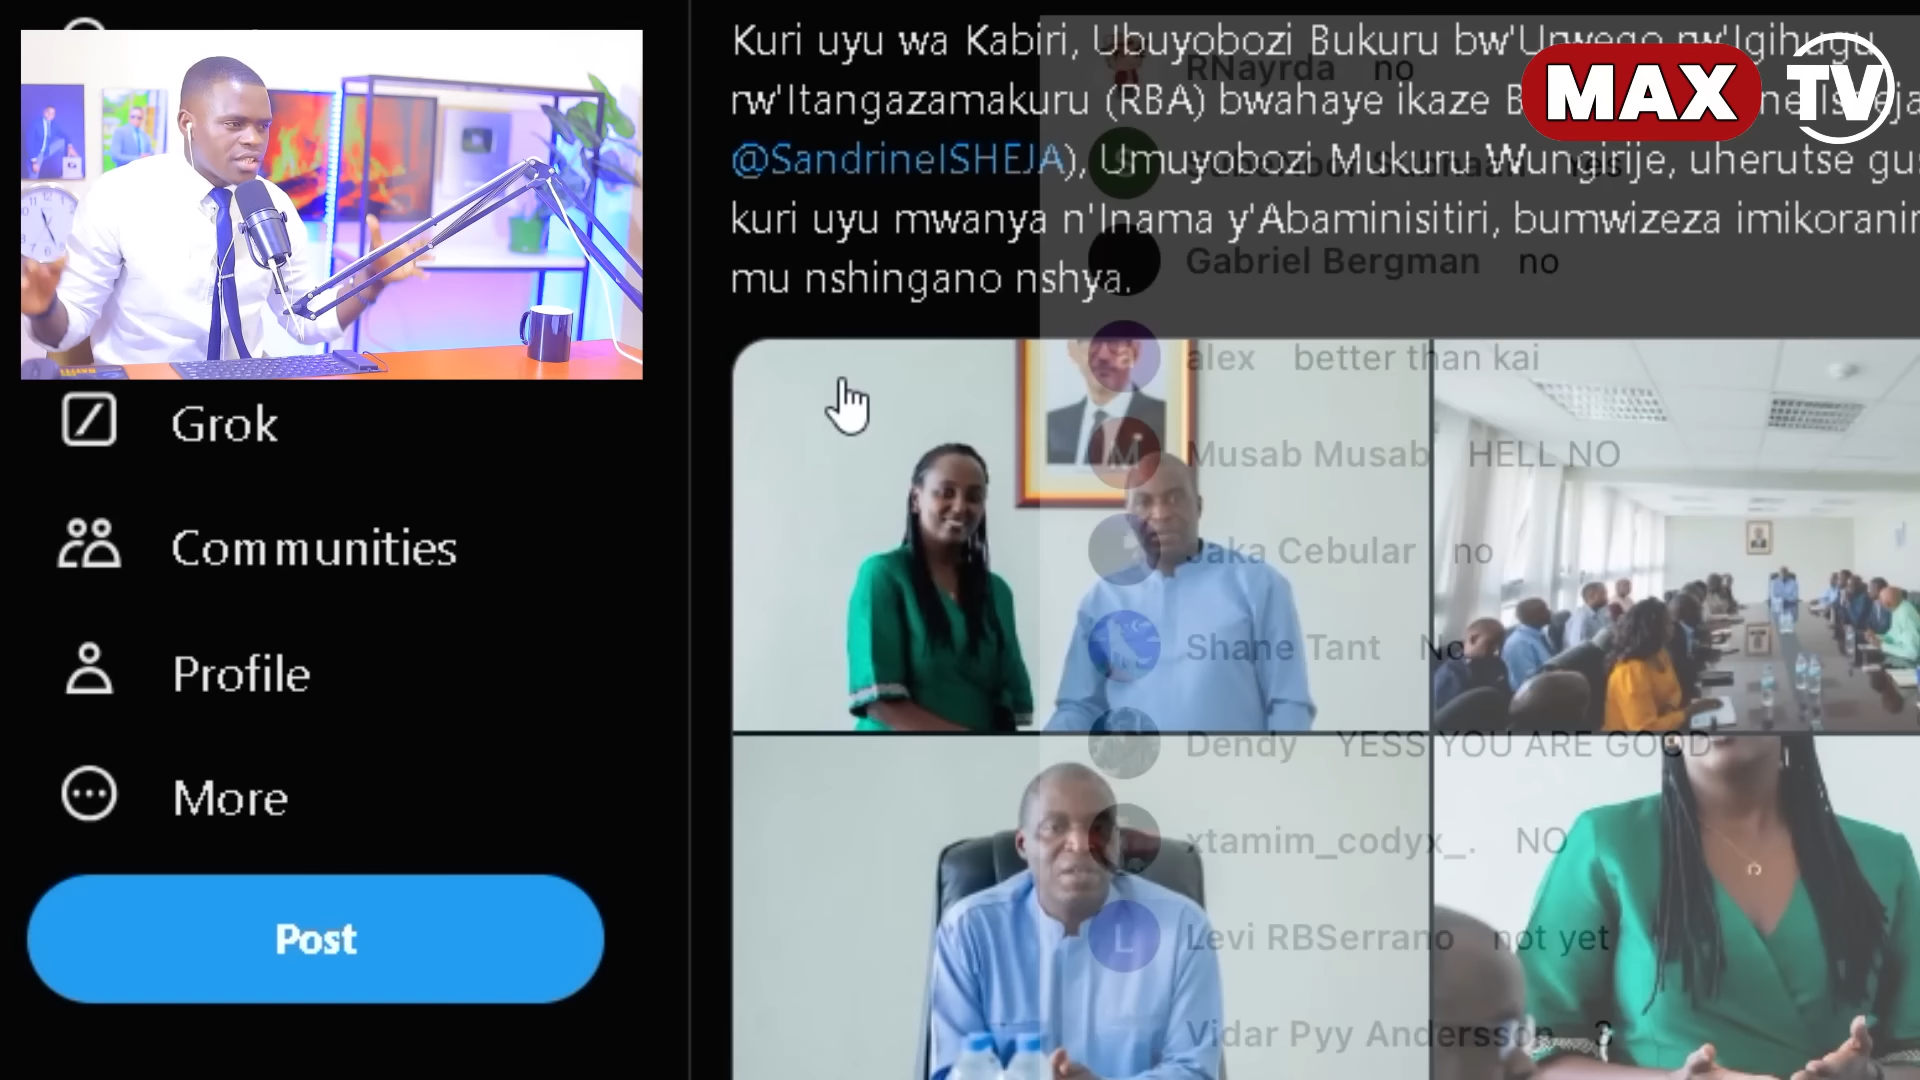 Kuri uyu wa Kabiri, Ubuyobozi Bukuru bw'Urwego rw'Igihugu
rw'Itangazamakuru (RBA) bwahaye ikaze
@SandrineISHEJA), Umuyobozi Mukuru Wungirije, uherutse
kuri uyu mwanya n'Inama y'Abaminisitiri, bumwizeza
mu nshingano nshya.
MAX TV
RNayrda no
Yes
Gabriel Bergman no
alex better than kai
Musab Musab HELL NO
Jaka Cebular no
Shane Tant No
Dendy YESS YOU ARE GOOD
xtamim_codyx_. NO
L
Levi RBSerrano not yet
Vidar Pyy Andersson 3
Grok
Communities
Profile
More
Post